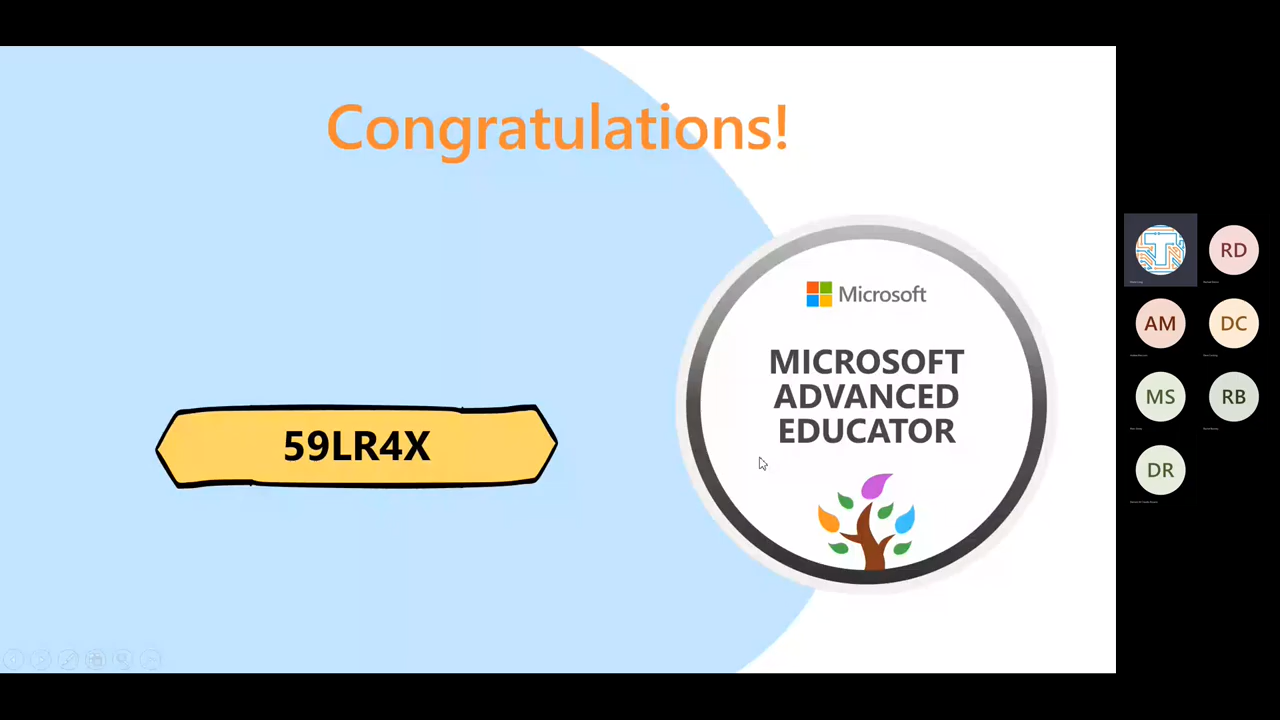 Congratulations!
Microsoft
MICROSOFT
ADVANCED
EDUCATOR
59LR4X
RD
AM
DC
MS
RB
DR